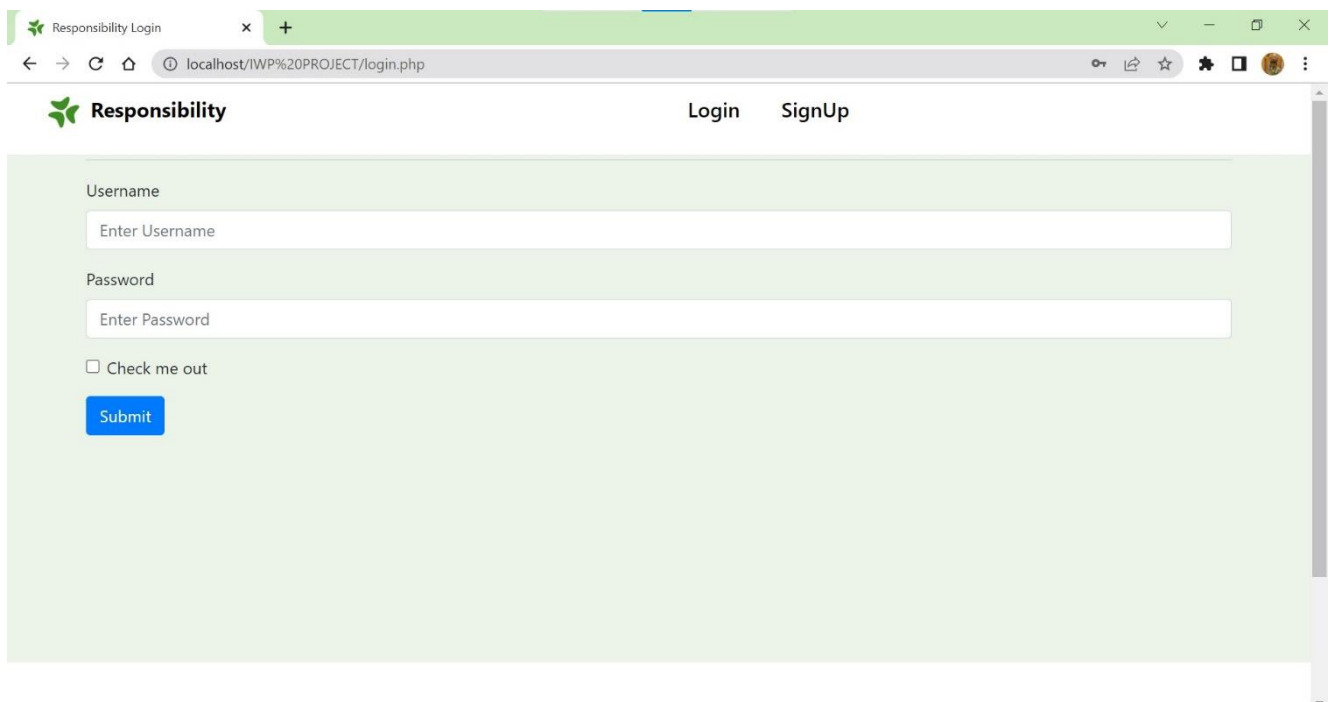 Responsibility Login
localhost/IWP%20PROJECT/login.php
Responsibility
Login
SignUp
Username
Enter Username
Password
Enter Password
Check me out
Submit